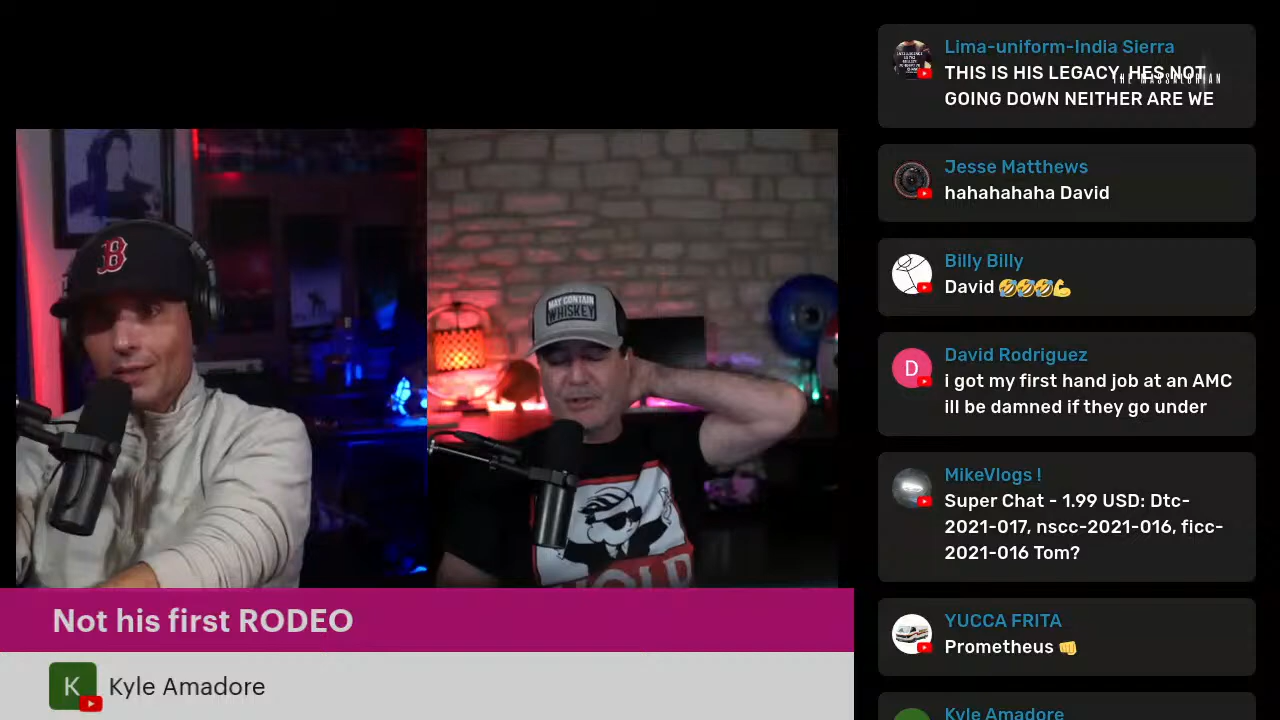 Lima-uniform-India Sierra
THIS IS HIS LEGACY, HES NOT
GOING DOWN NEITHER ARE WE
THE MASSALORIAN
Jesse Matthews
hahahahaha David
Billy Billy
David 🤣🤣🤣💪
D
David Rodriguez
i got my first hand job at an AMC
ill be damned if they go under
MikeVlogs !
Super Chat - 1.99 USD: Dtc-
2021-017, nscc-2021-016, ficc-
2021-016 Tom?
YUCCA FRITA
Prometheus 👊
Kyle Amadore
B
MAY CONTAIN
WHISKEY
HOLD
Not his first RODEO
K
Kyle Amadore